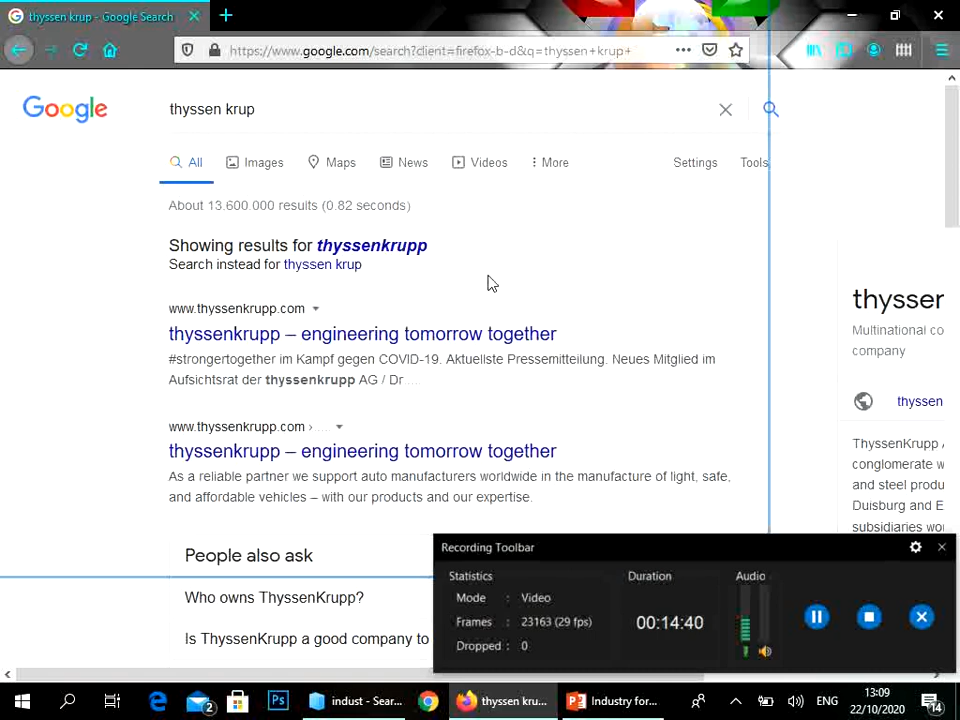 thyssen krup - Google Search
https://www.google.com/search?client=firefox-b-d&q=thyssen+krup+
Google
thyssen krup
All
Images
Maps
News
Videos
More
Settings
Tools
About 13.600.000 results (0.82 seconds)
Showing results for thyssenkrupp
Search instead for thyssen krup
www.thyssenkrupp.com
thyssenkrupp – engineering tomorrow together
#strongertogether im Kampf gegen COVID-19. Aktuellste Pressemitteilung. Neues Mitglied im
Aufsichtsrat der thyssenkrupp AG / Dr ...
www.thyssenkrupp.com › ...
thyssenkrupp – engineering tomorrow together
As a reliable partner we support auto manufacturers worldwide in the manufacture of light, safe,
and affordable vehicles – with our products and our expertise.
People also ask
Who owns ThyssenKrupp?
Is ThyssenKrupp a good company to
thysser
Multinational co
company
thyssen
ThyssenKrupp
conglomerate w
and steel produ
Duisburg and E
subsidiaries wo
Recording Toolbar
Statistics
Mode : Video
Frames : 23163 (29 fps)
Dropped : 0
Duration
00:14:40
Audio
2
Ps
indust - Sear...
thyssen kru...
Industry for...
ENG
13:09
22/10/2020
14